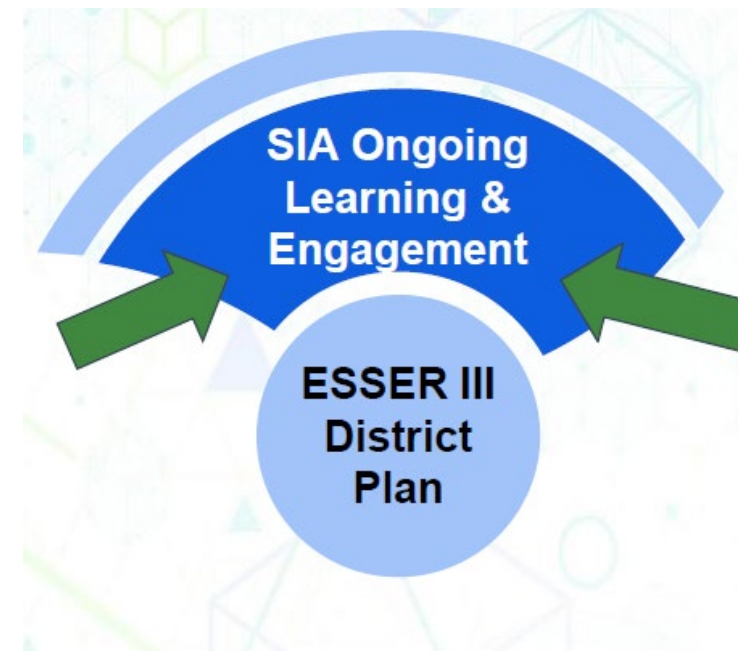 SIA Ongoing
Learning &
Engagement
ESSER III
District
Plan